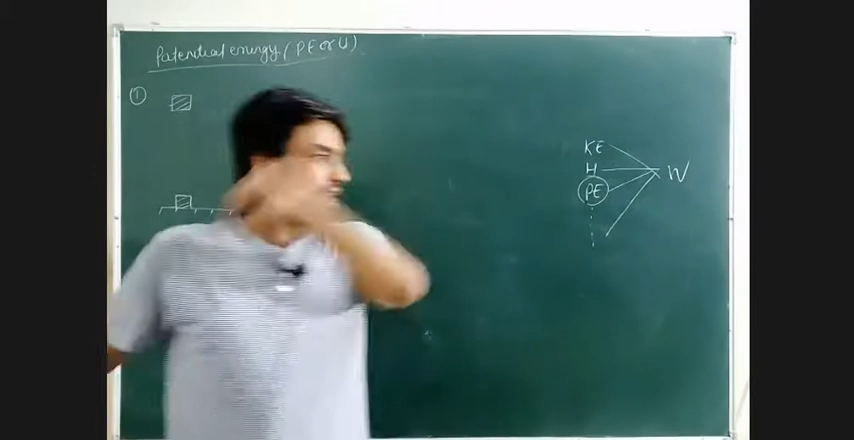 Potential energy (PE or U)
①
KE
H
W
PE